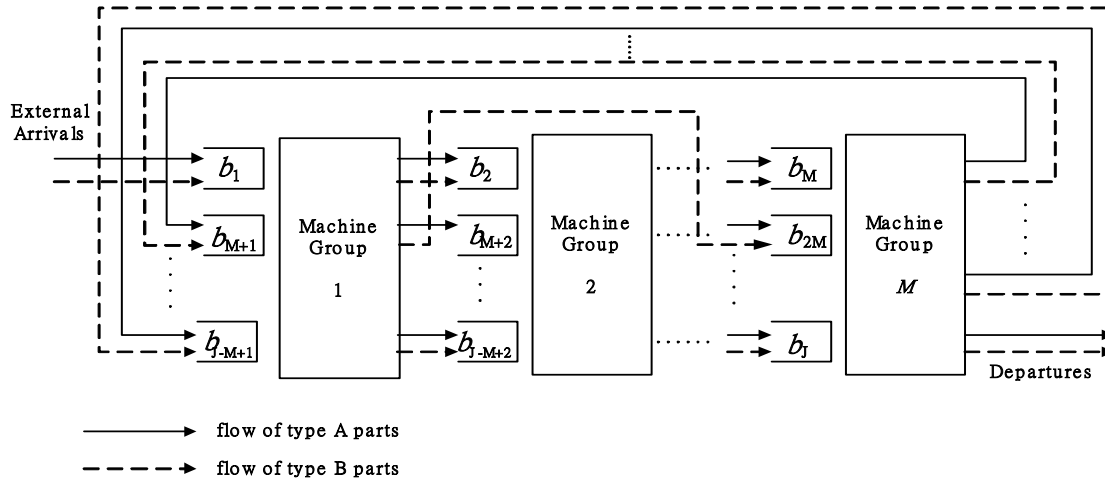 External
Arrivals
b1
b2
bM
bM+1
bM+2
b2M
bJ-M+1
bJ-M+2
bJ
Machine
Group
1
Machine
Group
2
Machine
Group
M
Departures
flow of type A parts
flow of type B parts